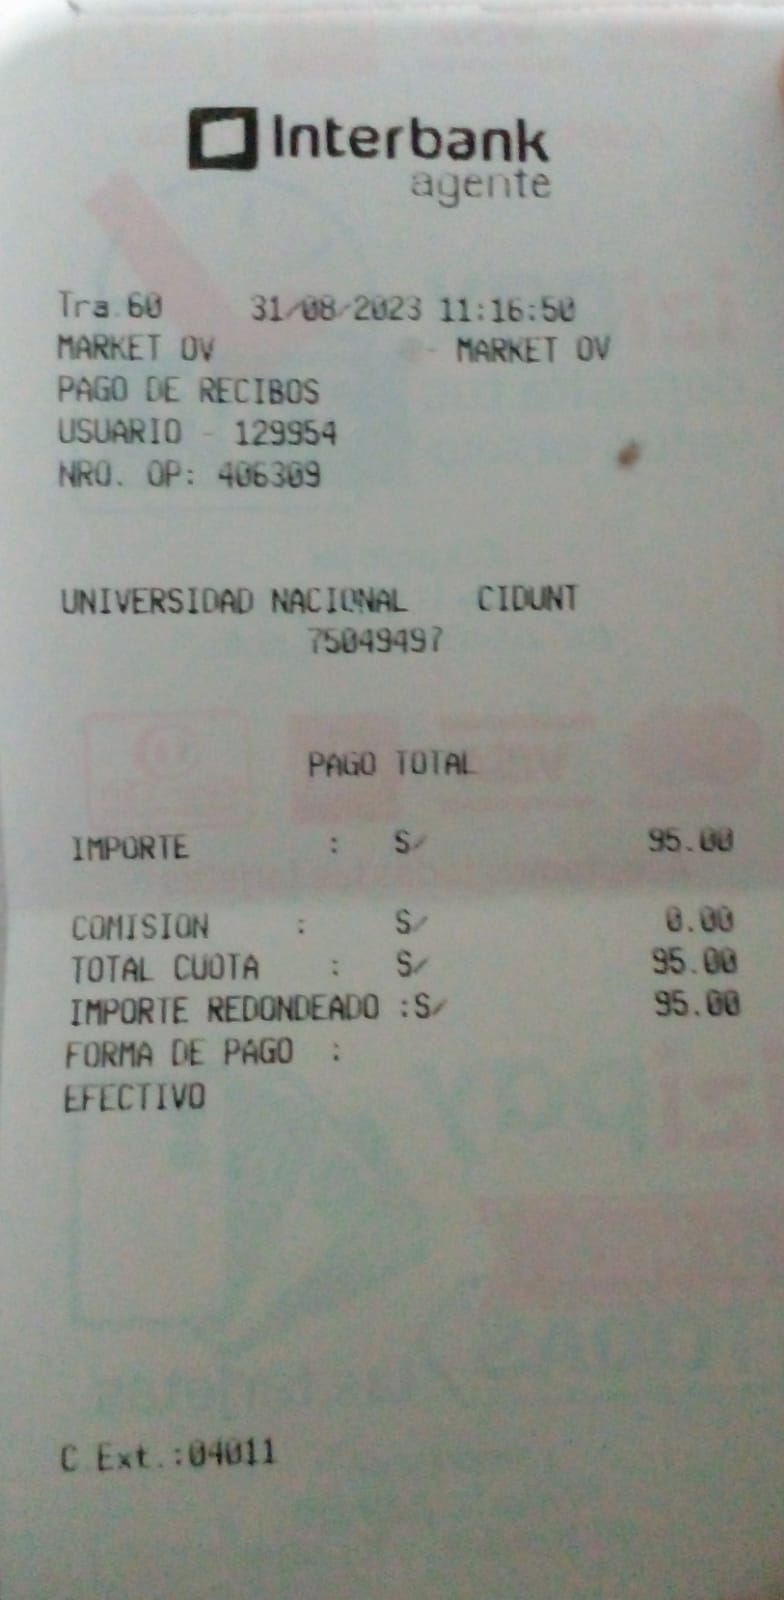 Interbank
agente
Tra.60 31/08/2023 11:16:50
MARKET OV - MARKET OV
PAGO DE RECIBOS
USUARIO - 129954
NRO. OP: 406309
UNIVERSIDAD NACIONAL CIDUNT
75049497
PAGO TOTAL
IMPORTE : S/ 95.00
COMISION : S/ 0.00
TOTAL CUOTA : S/ 95.00
IMPORTE REDONDEADO :S/ 95.00
FORMA DE PAGO :
EFECTIVO
C.Ext.:04011